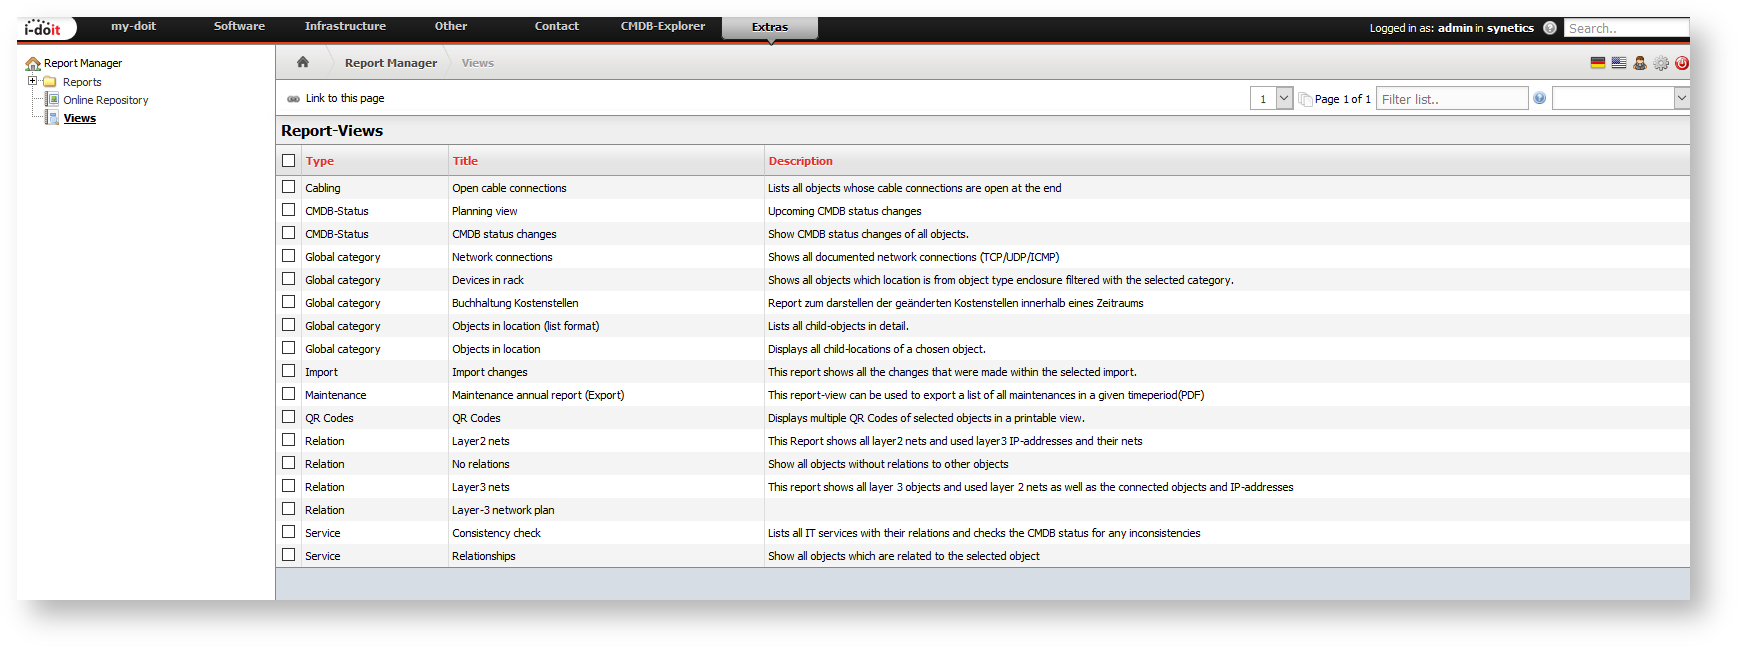 i-doit my-doit Software Infrastructure Other Contact CMDB-Explorer Extras Logged in as: admin in synetics ? Search..
Report Manager
Reports
Online Repository
Views
Report Manager Views
Link to this page 1 Page 1 of 1 Filter list..
Report-Views
Type Title Description
Cabling Open cable connections Lists all objects whose cable connections are open at the end
CMDB-Status Planning view Upcoming CMDB status changes
CMDB-Status CMDB status changes Show CMDB status changes of all objects.
Global category Network connections Shows all documented network connections (TCP/UDP/ICMP)
Global category Devices in rack Shows all objects which location is from object type enclosure filtered with the selected category.
Global category Buchhaltung Kostenstellen Report zum darstellen der geänderten Kostenstellen innerhalb eines Zeitraums
Global category Objects in location (list format) Lists all child-objects in detail.
Global category Objects in location Displays all child-locations of a chosen object.
Import Import changes This report shows all the changes that were made within the selected import.
Maintenance Maintenance annual report (Export) This report-view can be used to export a list of all maintenances in a given timeperiod(PDF)
QR Codes QR Codes Displays multiple QR Codes of selected objects in a printable view.
Relation Layer2 nets This Report shows all layer2 nets and used layer3 IP-addresses and their nets
Relation No relations Show all objects without relations to other objects
Relation Layer3 nets This report shows all layer 3 objects and used layer 2 nets as well as the connected objects and IP-addresses
Relation Layer-3 network plan
Service Consistency check Lists all IT services with their relations and checks the CMDB status for any inconsistencies
Service Relationships Show all objects which are related to the selected object